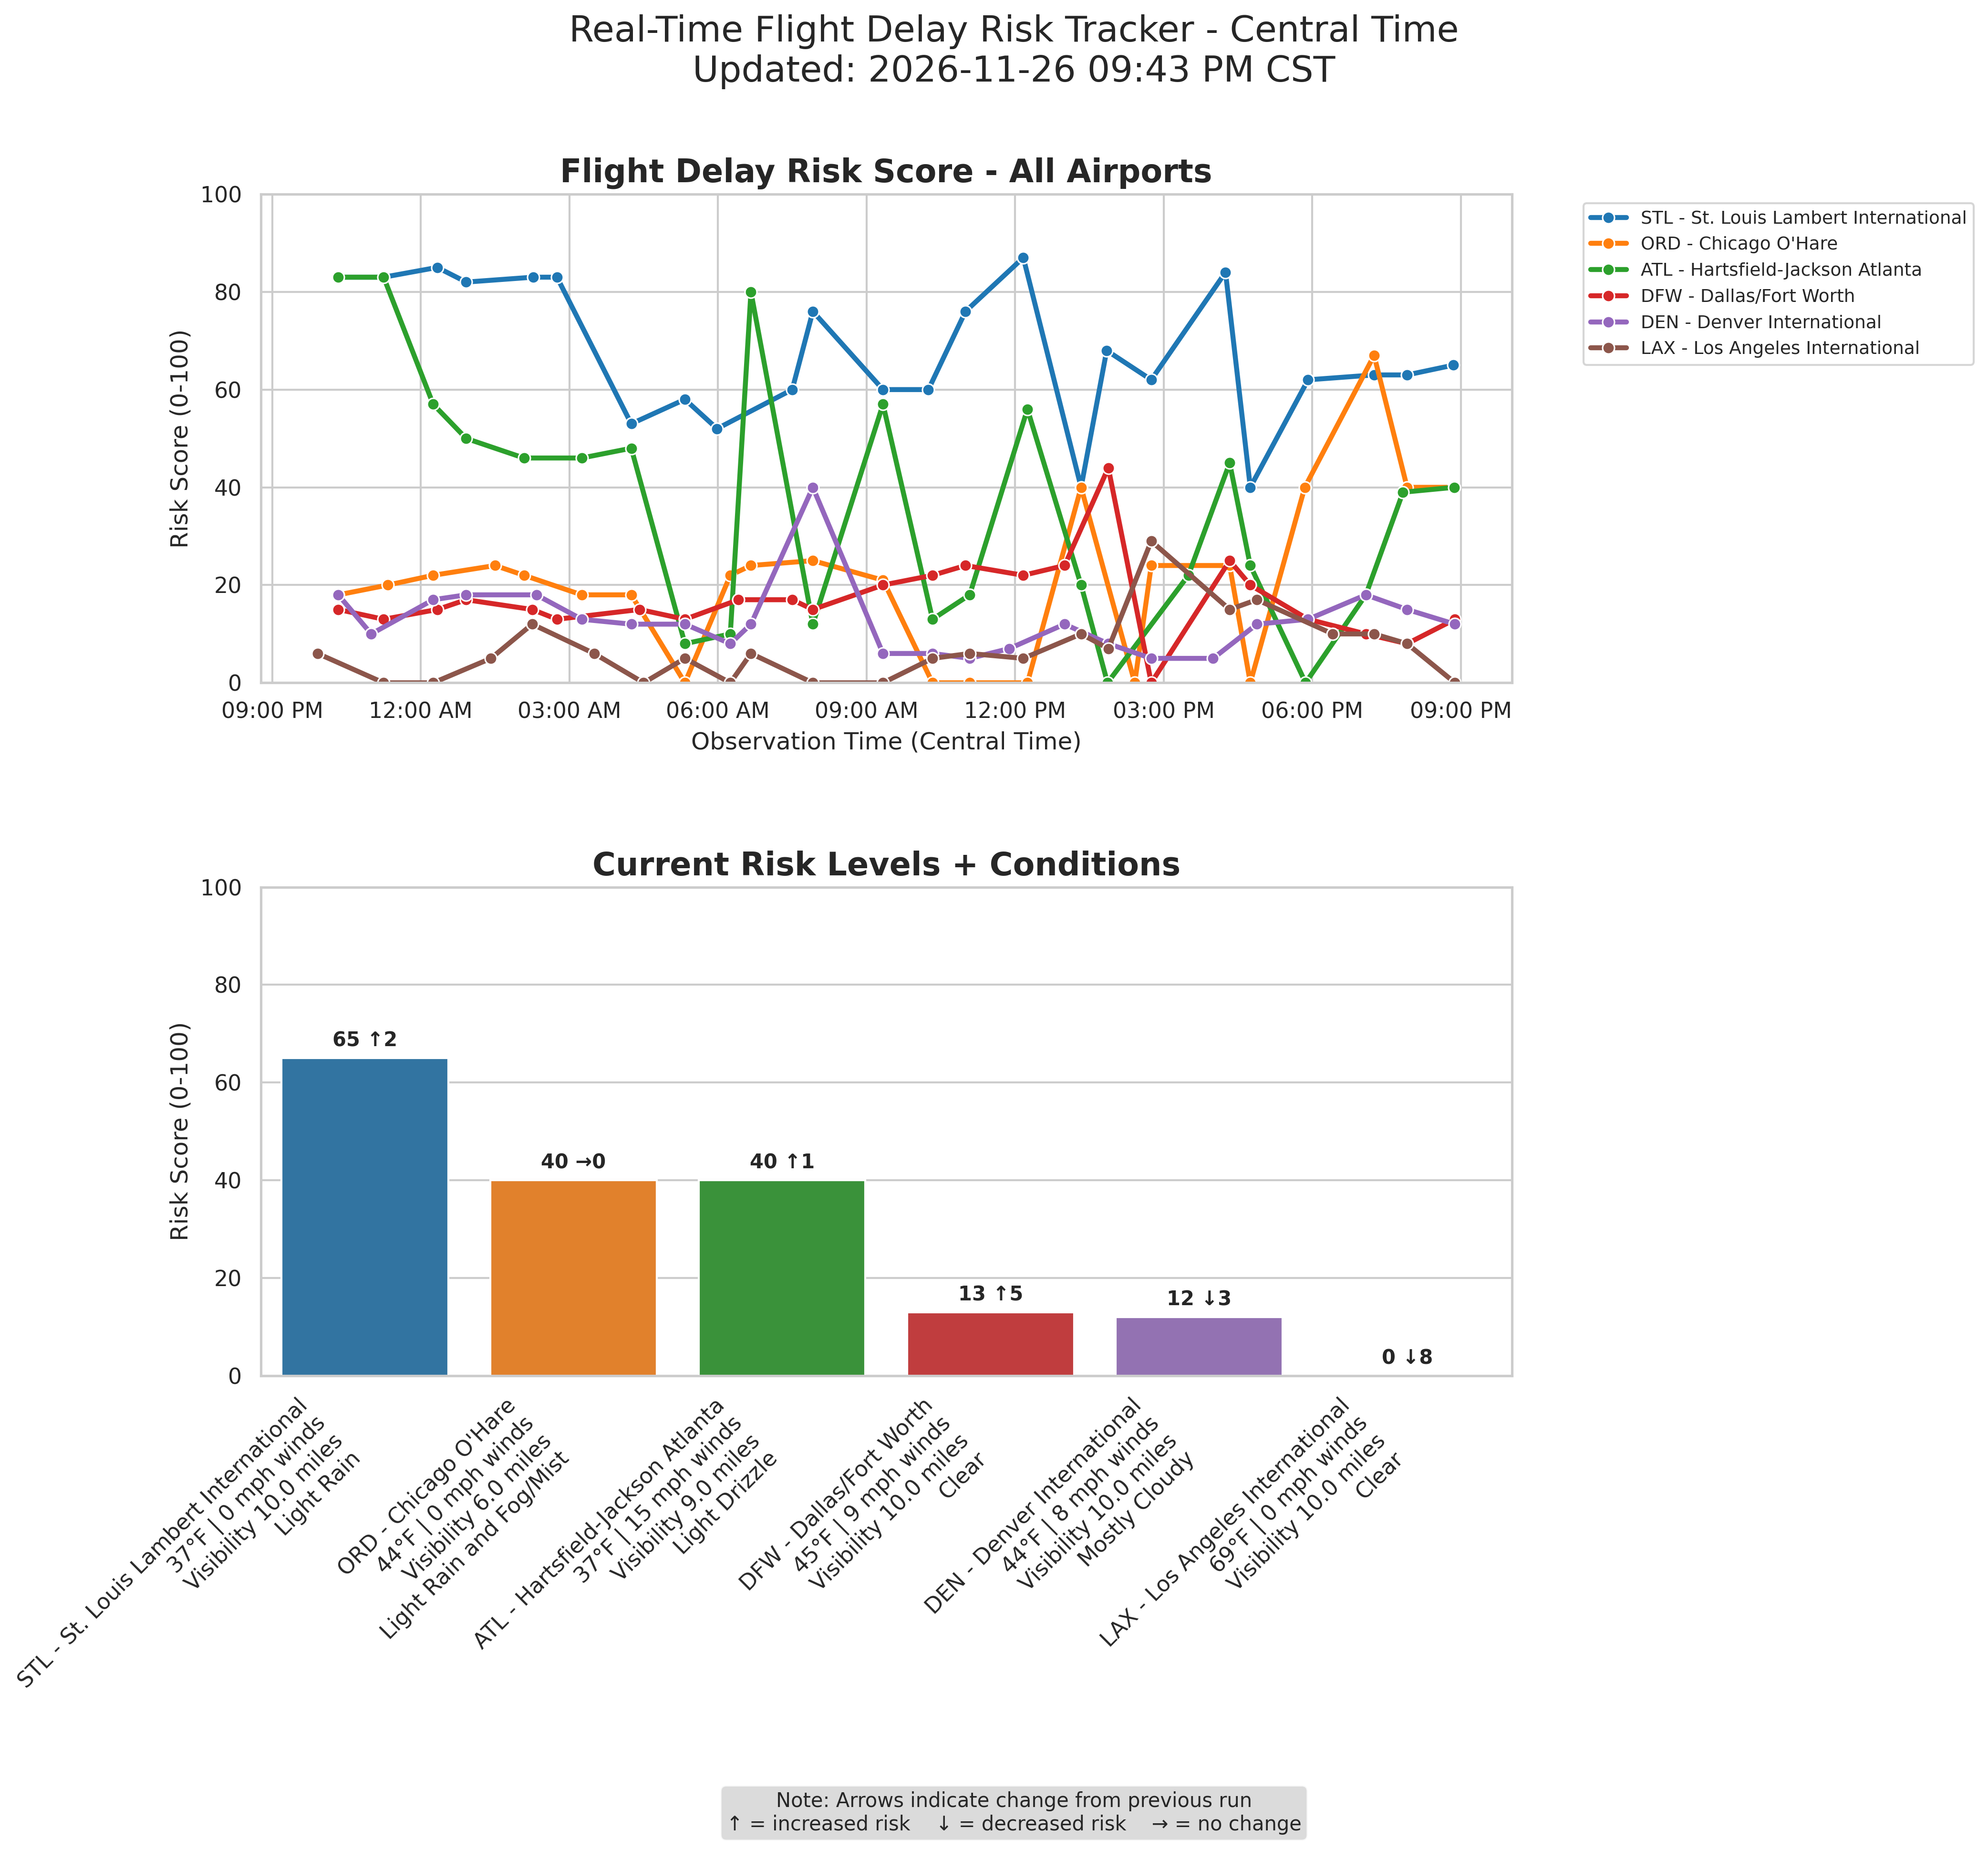 Real-Time Flight Delay Risk Tracker - Central Time
Updated: 2026-11-26 09:43 PM CST
Flight Delay Risk Score - All Airports
Risk Score (0-100)
100
80
60
40
20
0
09:00 PM
12:00 AM
03:00 AM
06:00 AM
09:00 AM
12:00 PM
03:00 PM
06:00 PM
09:00 PM
Observation Time (Central Time)
STL - St. Louis Lambert International
ORD - Chicago O'Hare
ATL - Hartsfield-Jackson Atlanta
DFW - Dallas/Fort Worth
DEN - Denver International
LAX - Los Angeles International
Current Risk Levels + Conditions
Risk Score (0-100)
100
80
60
40
20
0
65 ↑2
40 →0
40 ↑1
13 ↑5
12 ↓3
0 ↓8
STL - St. Louis Lambert International
37°F | 0 mph winds
Visibility 10.0 miles
Light Rain
ORD - Chicago O'Hare
44°F | 0 mph winds
Visibility 6.0 miles
Light Rain and Fog/Mist
ATL - Hartsfield-Jackson Atlanta
37°F | 15 mph winds
Visibility 9.0 miles
Light Drizzle
DFW - Dallas/Fort Worth
45°F | 9 mph winds
Visibility 10.0 miles
Clear
DEN - Denver International
44°F | 8 mph winds
Visibility 10.0 miles
Mostly Cloudy
LAX - Los Angeles International
69°F | 0 mph winds
Visibility 10.0 miles
Clear
Note: Arrows indicate change from previous run
↑ = increased risk ↓ = decreased risk → = no change